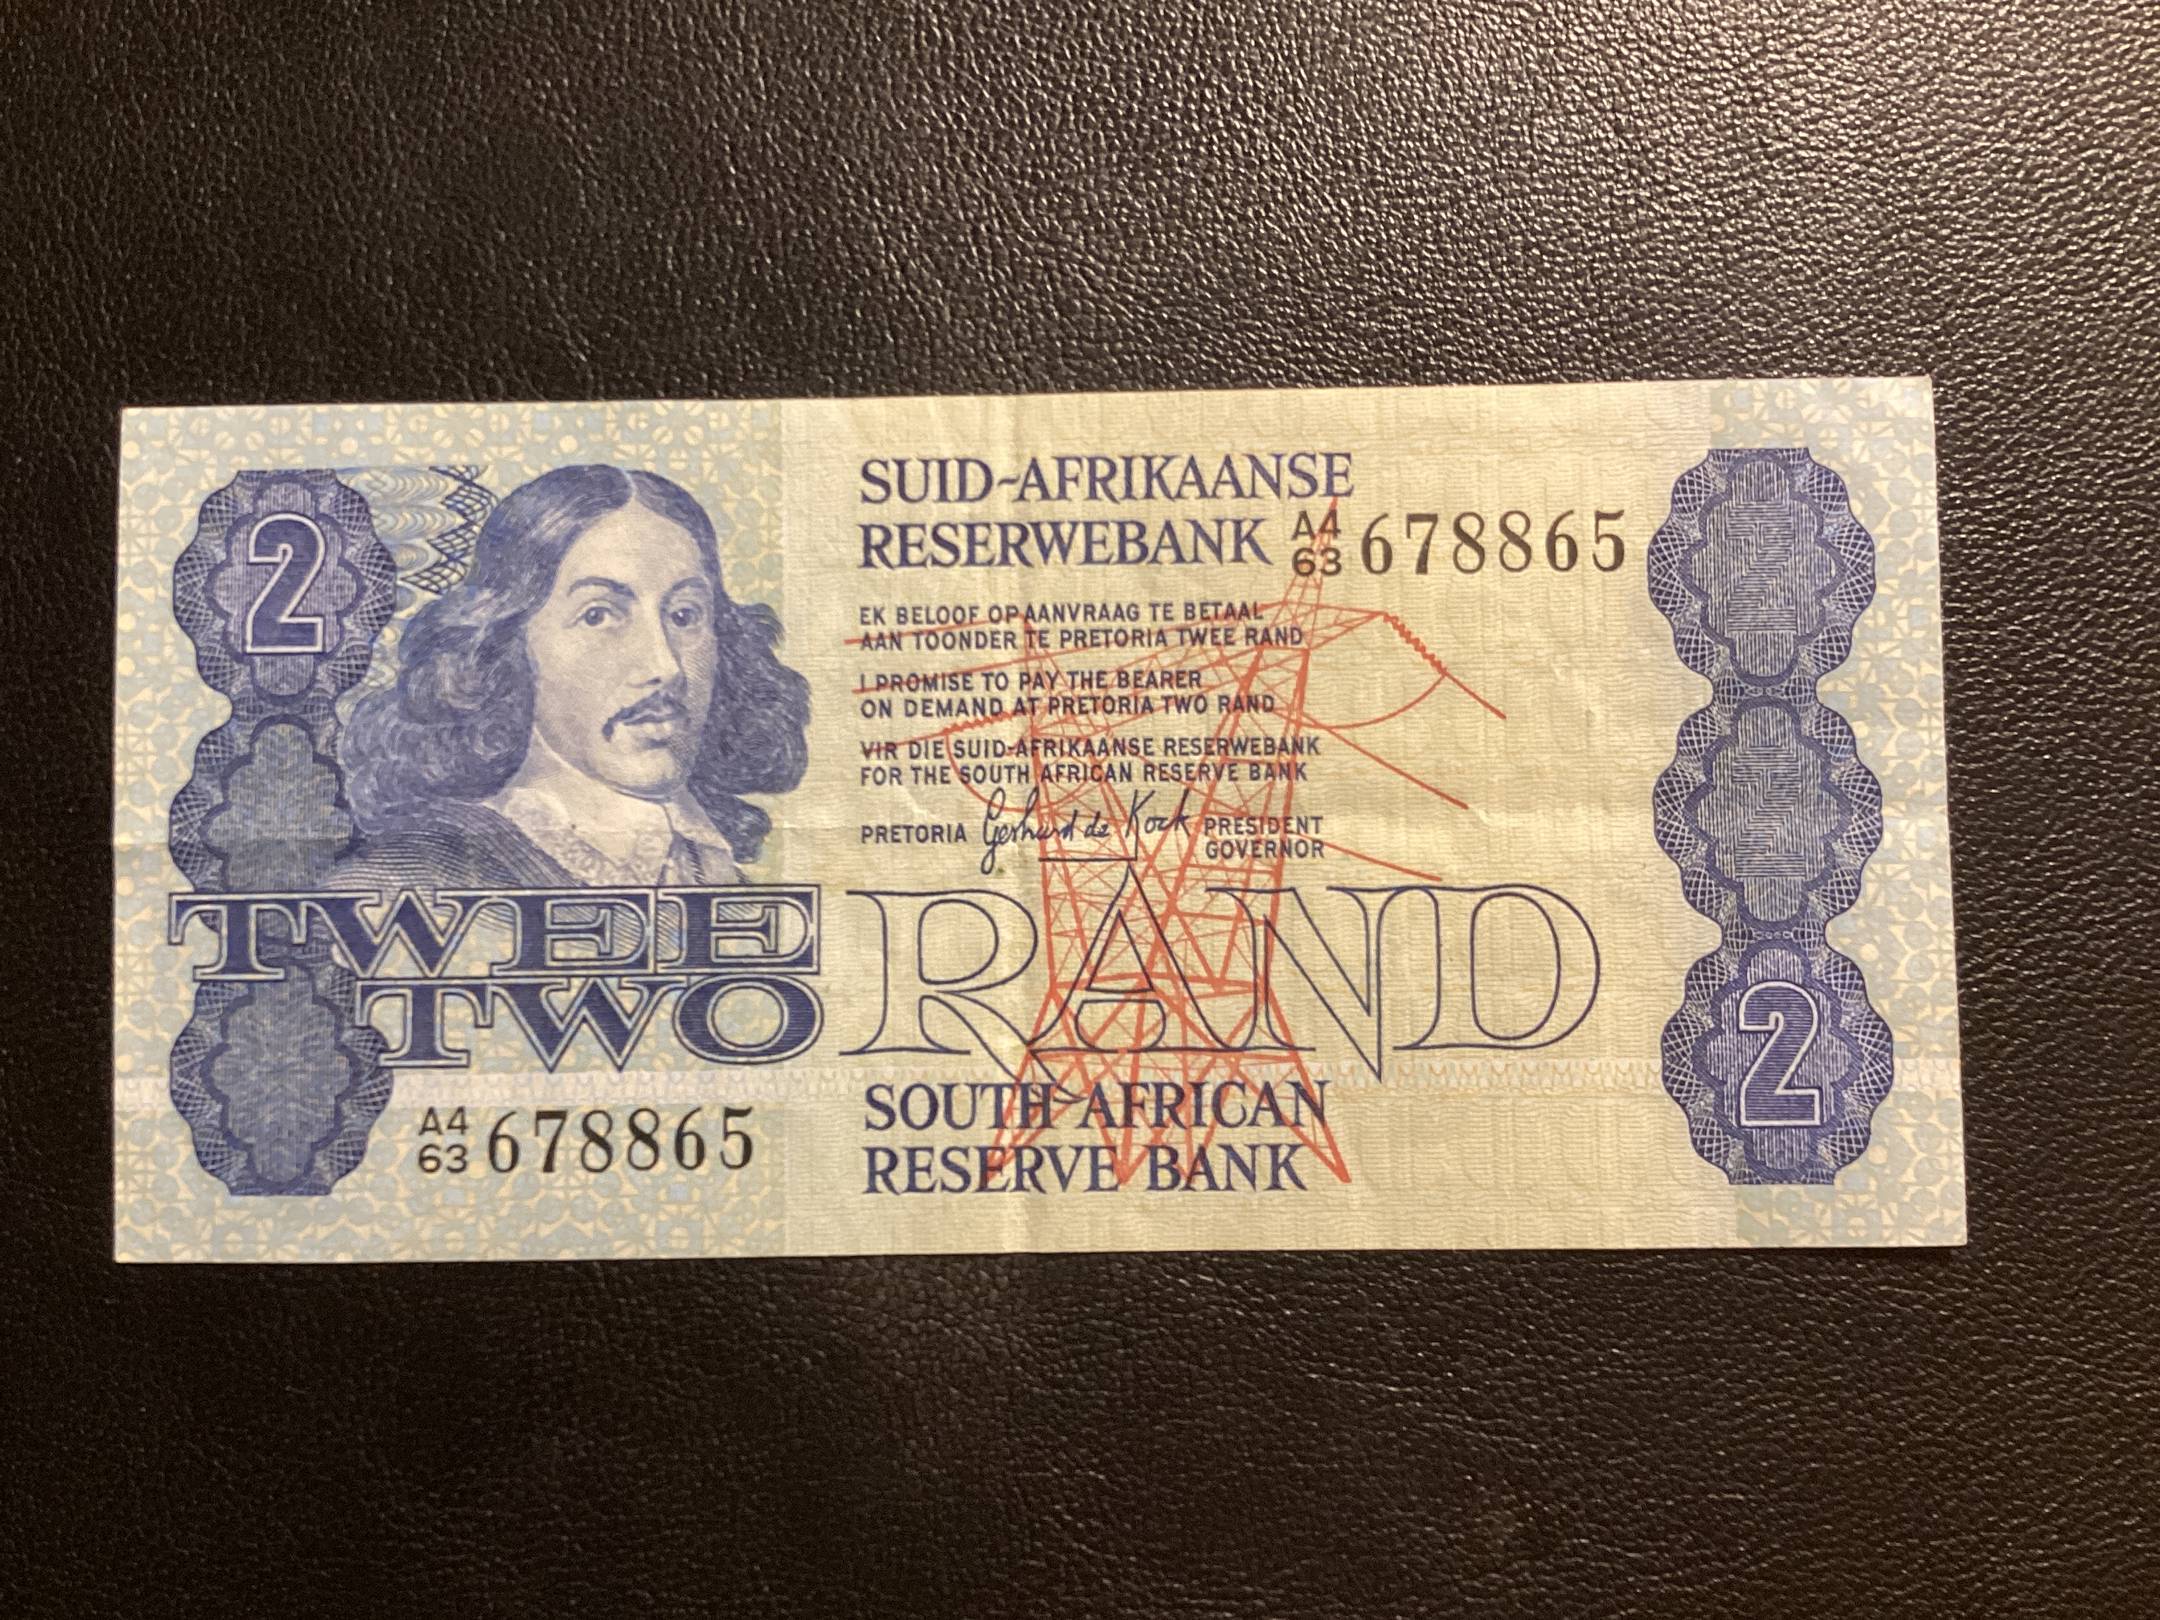 2
SUID-AFRIKAANSE
RESERWEBANK
A4
63 678865
EK BELOOF OP AANVRAAG TE BETAAL
AAN TOONDER TE PRETORIA TWEE RAND
I PROMISE TO PAY THE BEARER
ON DEMAND AT PRETORIA TWO RAND
VIR DIE SUID-AFRIKAANSE RESERWEBANK
FOR THE SOUTH AFRICAN RESERVE BANK
PRETORIA Gerhard de Kock PRESIDENT
GOVERNOR
TWEE
TWO
RAND
2
A4
63 678865
SOUTH-AFRICAN
RESERVE BANK